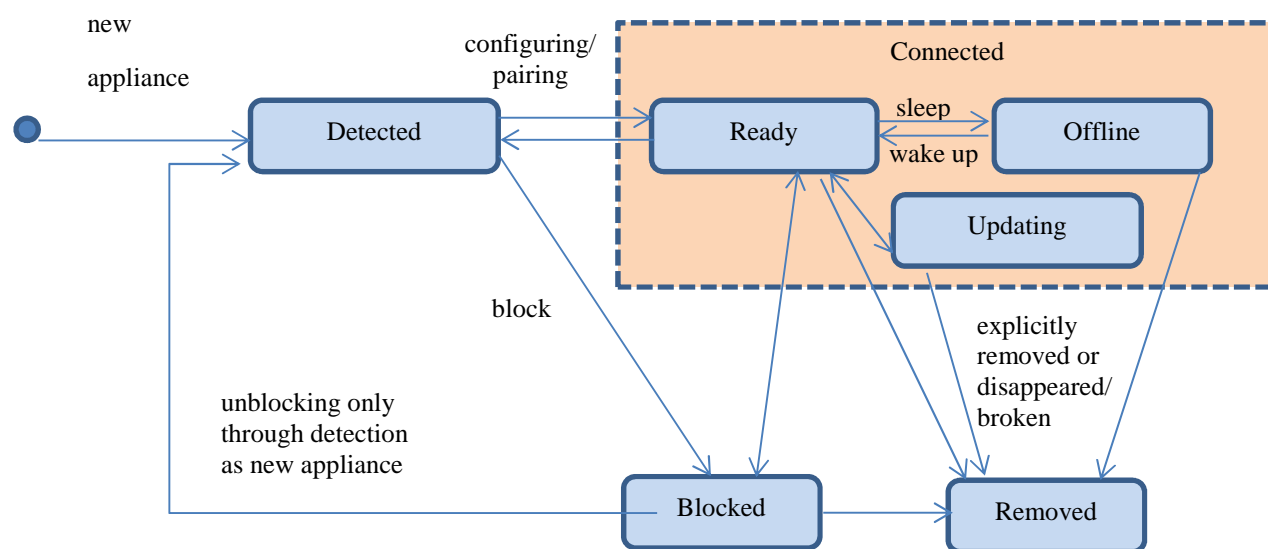 new
appliance
configuring/
pairing
Connected
Detected
Ready
sleep
wake up
Offline
Updating
block
explicitly
removed or
disappeared/
broken
unblocking only
through detection
as new appliance
Blocked
Removed